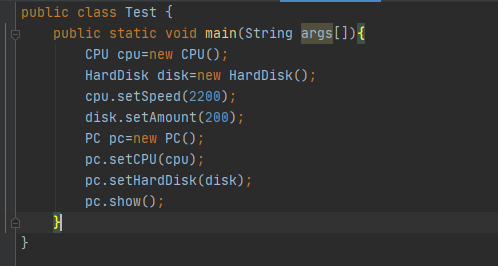 public class Test {
public static void main(String args[]){
CPU cpu=new CPU();
HardDisk disk=new HardDisk();
cpu.setSpeed(2200);
disk.setAmount(200);
PC pc=new PC();
pc.setCPU(cpu);
pc.setHardDisk(disk);
pc.show();
}
}